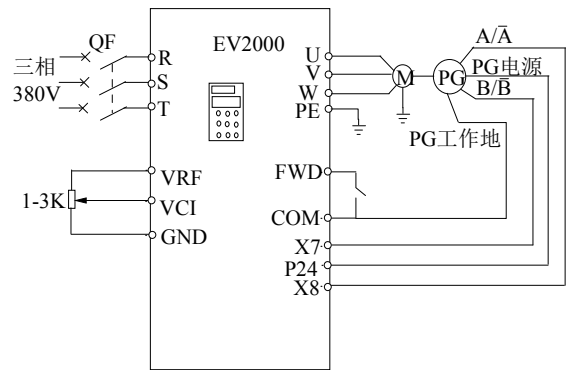 QF
三相
380V
R
S
T
EV2000
U
V
W
PE
M
PG
A/A̅
PG电源
B/B̅
PG工作地
1-3K
VRF
VCI
GND
FWD
COM
X7
P24
X8